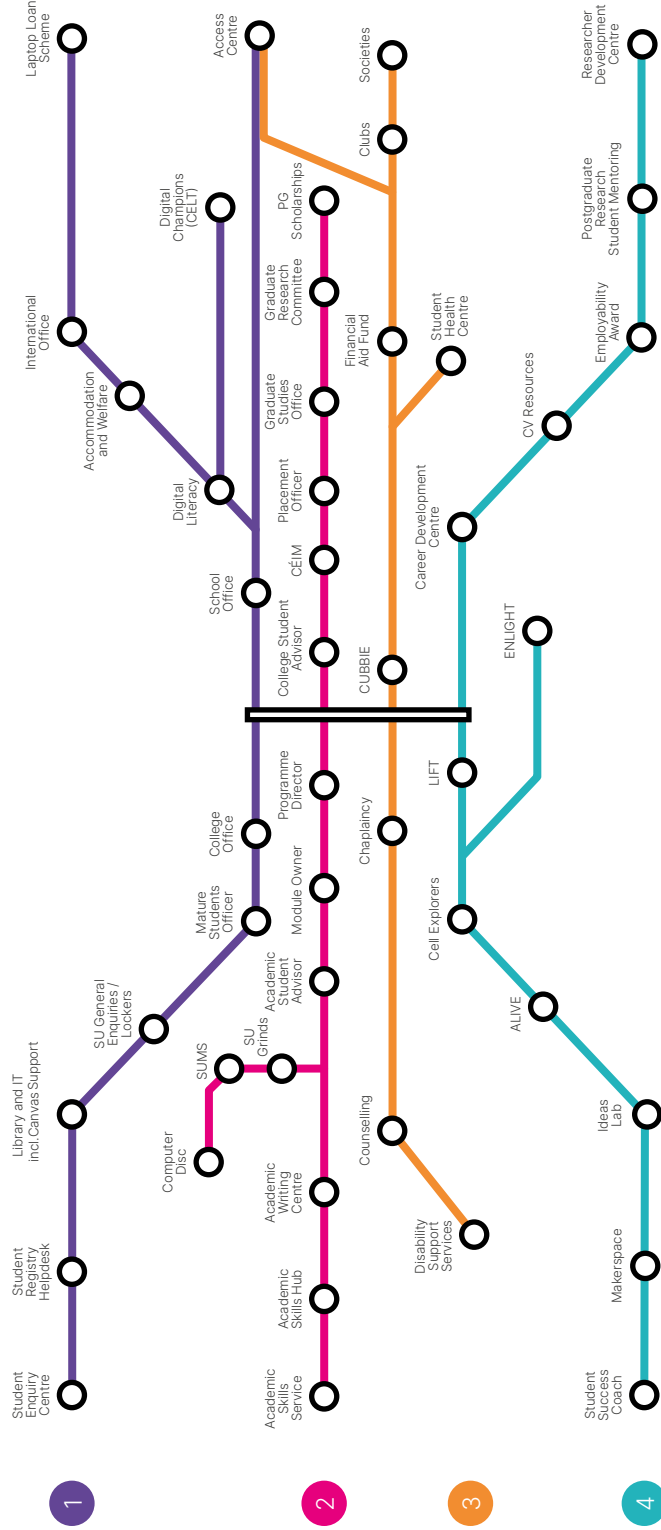 1
Student
Enquiry
Centre
Student
Registry
Helpdesk
Library and IT
incl.Canvas Support
SU General
Enquiries /
Lockers
Mature
Students
Officer
College
Office
School
Office
Digital
Literacy
Accommodation
and Welfare
International
Office
Laptop Loan
Scheme
Digital
Champions
(CELT)
Access
Centre
2
Academic
Skills
Service
Academic
Skills Hub
Academic
Writing
Centre
Computer
Disc
SUMS
SU
Grinds
Academic
Student
Advisor
Module Owner
Programme
Director
College Student
Advisor
CÉIM
Placement
Officer
Graduate
Studies
Office
Graduate
Research
Committee
PG
Scholarships
3
Disability
Support
Services
Counselling
Chaplaincy
CUBBIE
Student
Health
Centre
Financial
Aid Fund
Clubs
Societies
4
Student
Success
Coach
Makerspace
Ideas
Lab
ALIVE
Cell Explorers
LIFT
ENLIGHT
Career Development
Centre
CV Resources
Employability
Award
Postgraduate
Research
Student Mentoring
Researcher
Development
Centre